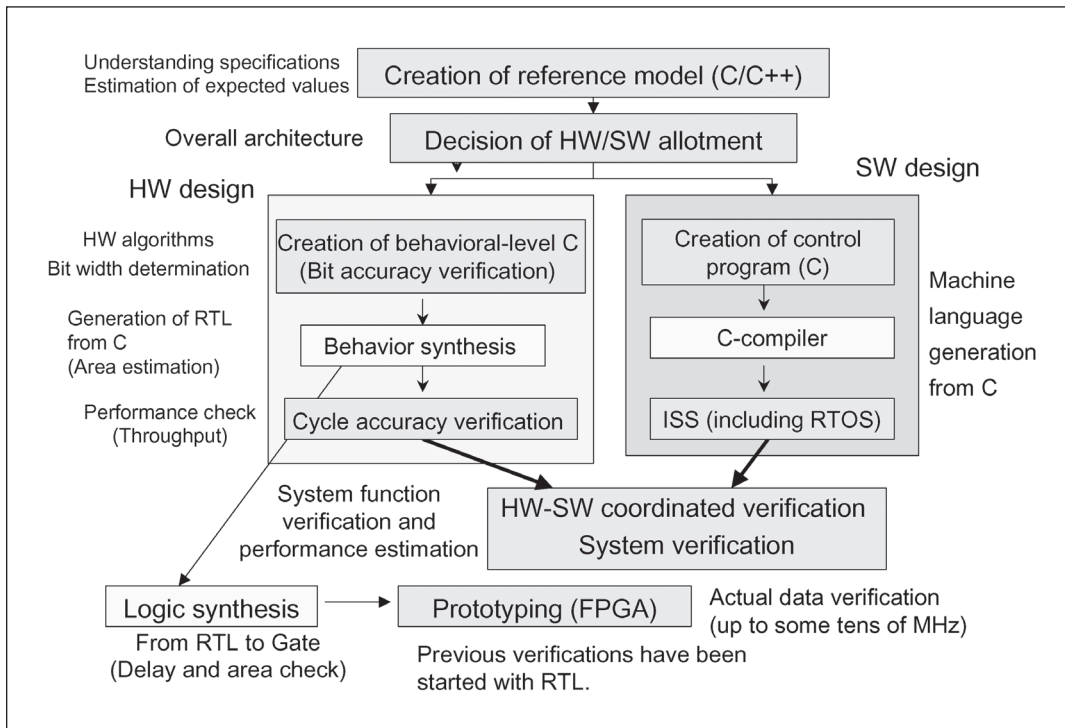 Understanding specifications
Estimation of expected values
Creation of reference model (C/C++)
Overall architecture
Decision of HW/SW allotment
HW design
SW design
HW algorithms
Bit width determination
Creation of behavioral-level C
(Bit accuracy verification)
Creation of control
program (C)
Generation of RTL
from C
(Area estimation)
Behavior synthesis
C-compiler
Machine
language
generation
from C
Performance check
(Throughput)
Cycle accuracy verification
ISS (including RTOS)
System function
verification and
performance estimation
HW-SW coordinated verification
System verification
Logic synthesis
From RTL to Gate
(Delay and area check)
Prototyping (FPGA)
Actual data verification
(up to some tens of MHz)
Previous verifications have been
started with RTL.